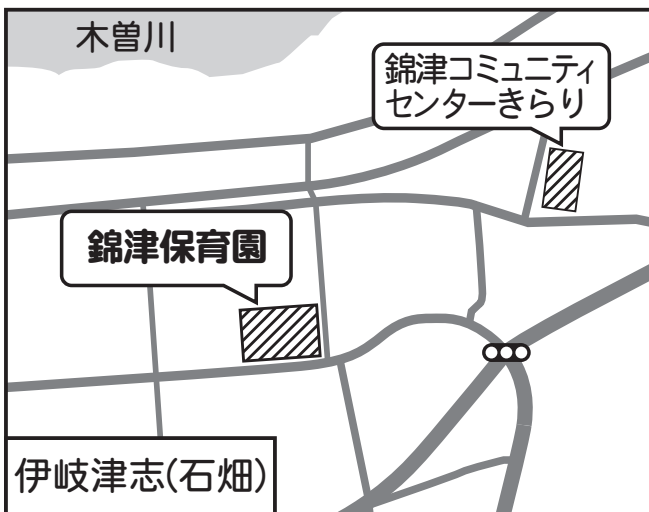 木曽川
錦津コミュニティ
センターきらり
錦津保育園
伊岐津志(石畑)